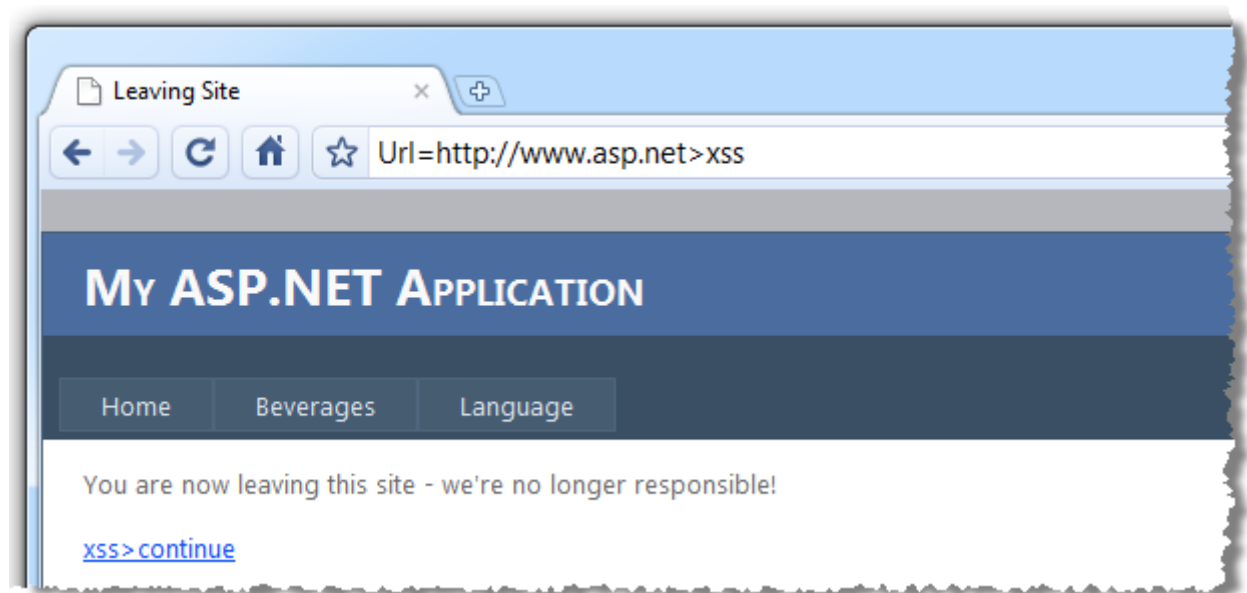 Leaving Site
Url=http://www.asp.net>xss
My ASP.NET Application
Home Beverages Language
You are now leaving this site - we're no longer responsible!
xss>continue